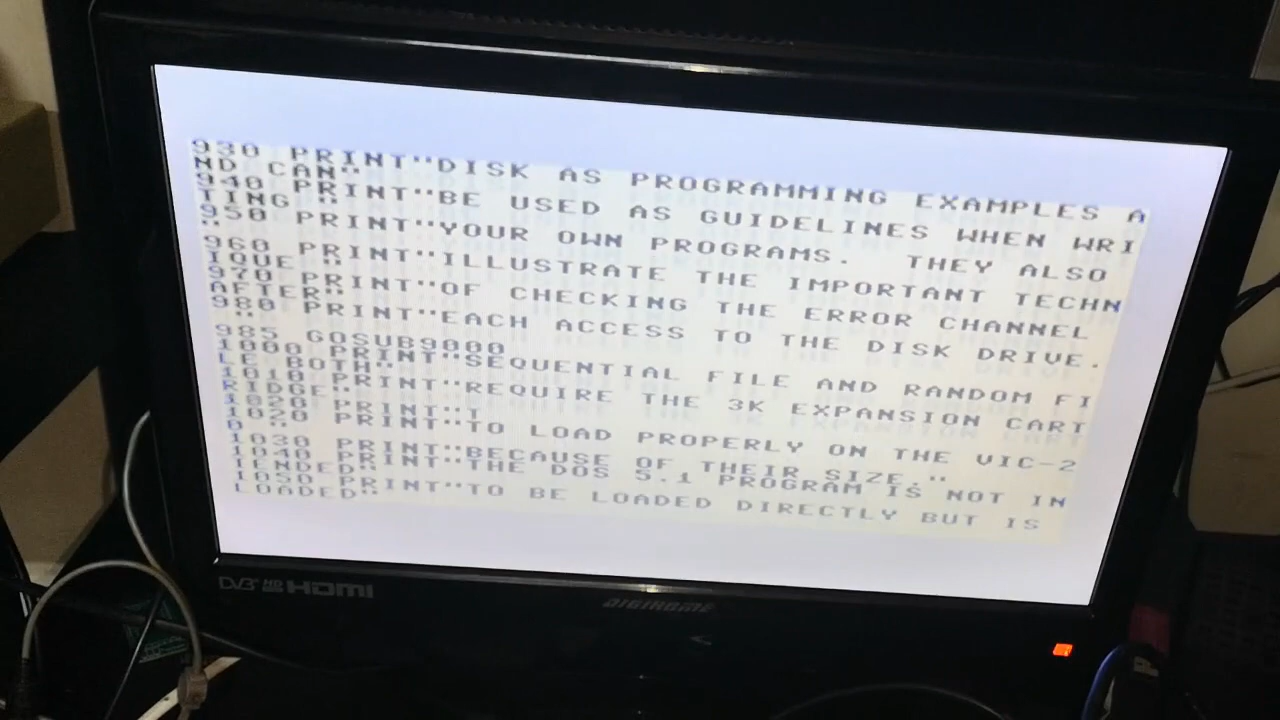 930 PRINT"DISK AS PROGRAMMING EXAMPLES A
ND CAN"
940 PRINT"BE USED AS GUIDELINES WHEN WRI
TING "
950 PRINT"YOUR OWN PROGRAMS.  THEY ALSO
"
960 PRINT"ILLUSTRATE THE IMPORTANT TECHN
IQUE "
970 PRINT"OF CHECKING THE ERROR CHANNEL
AFTER"
980 PRINT"EACH ACCESS TO THE DISK DRIVE.
"
985 GOSUB9000
1000 PRINT"SEQUENTIAL FILE AND RANDOM FI
LE BOTH"
1010 PRINT"REQUIRE THE 3K EXPANSION CART
RIDGE"
1020 PRINT"T
1020 PRINT"TO LOAD PROPERLY ON THE VIC-2
0 "
1030 PRINT"BECAUSE OF THEIR SIZE."
1040 PRINT"THE DOS 5.1 PROGRAM IS NOT IN
TENDED"
1050 PRINT"TO BE LOADED DIRECTLY BUT IS
LOADED"
DVB HD HDMI
DIGIHOME